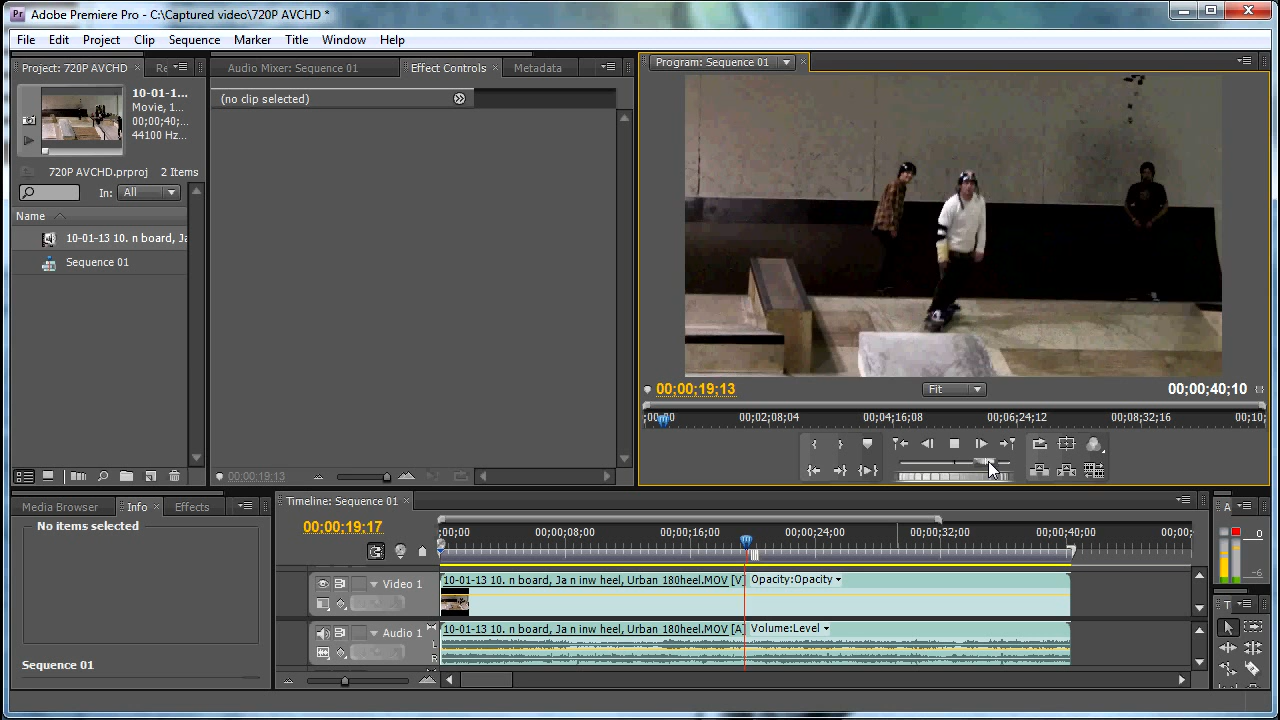 Pr Adobe Premiere Pro - C:\Captured video\720P AVCHD *
File Edit Project Clip Sequence Marker Title Window Help
Project: 720P AVCHD × Re
Audio Mixer: Sequence 01 Effect Controls × Metadata
Program: Sequence 01 ×
10-01-1...
Movie, 1...
00;00;40;...
44100 Hz...
720P AVCHD.prproj 2 Items
In: All
Name
10-01-13 10. n board, Ja
Sequence 01
(no clip selected)
00;00;19;13
00;00;19;13 Fit 00;00;40;10
;00;00 00;02;08;04 00;04;16;08 00;06;24;12 00;08;32;16 00;10;
Media Browser Info × Effects
No items selected
Sequence 01
Timeline: Sequence 01 ×
00;00;19;17
;00;00 00;00;08;00 00;00;16;00 00;00;24;00 00;00;32;00 00;00;40;00 00;00;
Video 1
10-01-13 10. n board, Ja n inw heel, Urban 180heel.MOV [V] Opacity:Opacity
Audio 1
10-01-13 10. n board, Ja n inw heel, Urban 180heel.MOV [A] Volume:Level
L
R
A
0
-6
T